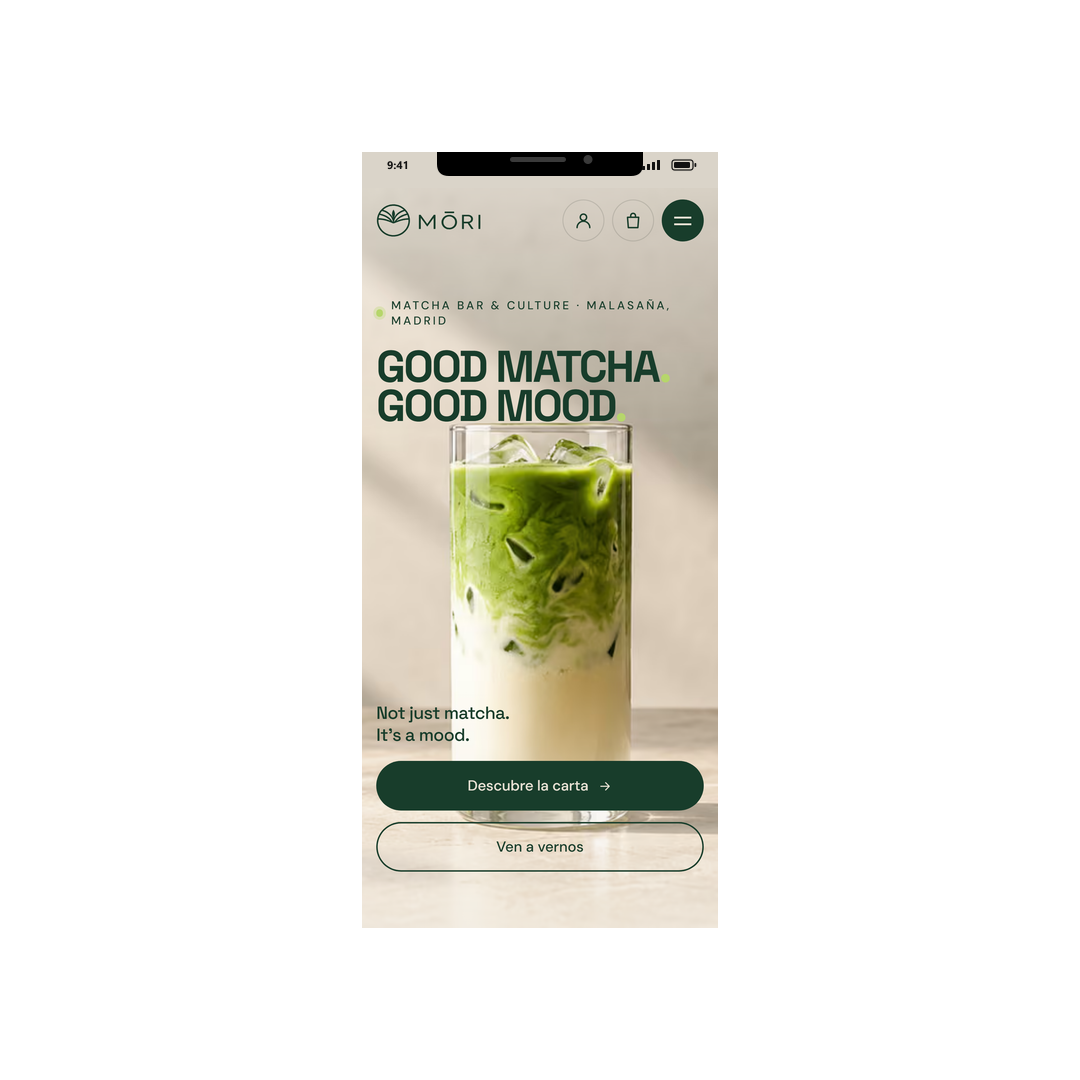 9:41
MŌRI
MATCHA BAR & CULTURE · MALASAÑA,
MADRID
GOOD MATCHA.
GOOD MOOD.
Not just matcha.
It's a mood.
Descubre la carta →
Ven a vernos